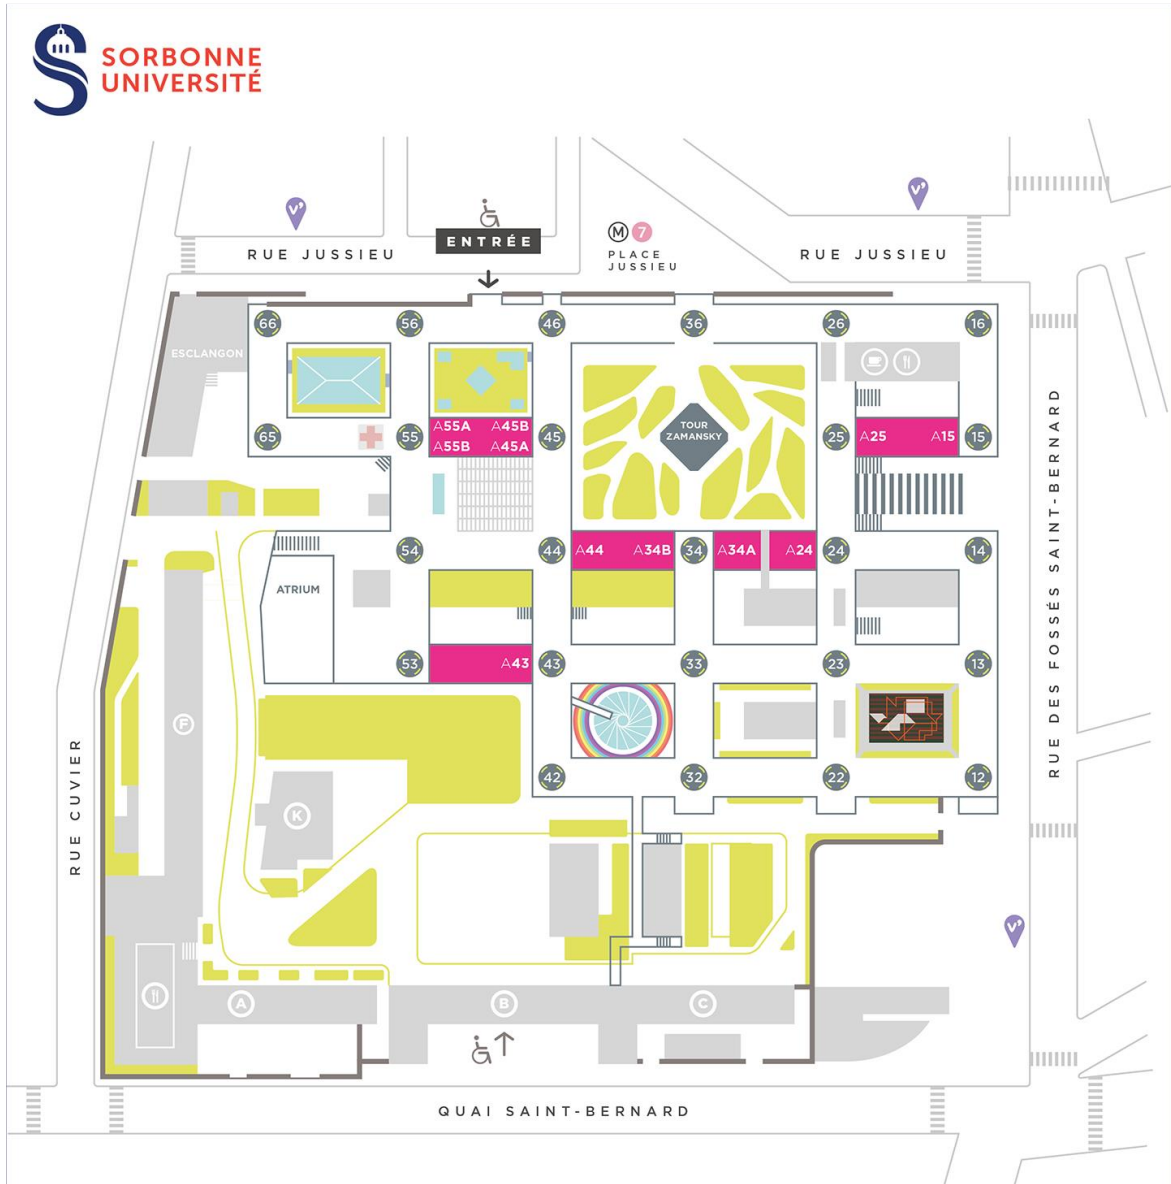 SORBONNE
UNIVERSITÉ
V'
V'
ENTRÉE
M 7
PLACE
JUSSIEU
RUE JUSSIEU
RUE JUSSIEU
66
56
46
36
26
16
ESCLANGON
TOUR
ZAMANSKY
65
55
A55A
A45B
A55B
A45A
45
25
A25
A15
15
54
44
A44
A34B
34
A34A
A24
24
14
ATRIUM
53
A43
43
33
23
13
F
42
32
22
12
K
V'
A
B
C
RUE CUVIER
RUE DES FOSSÉS SAINT-BERNARD
QUAI SAINT-BERNARD